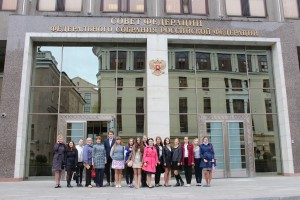 СОВЕТ ФЕДЕРАЦИИ
ФЕДЕРАЛЬНОГО СОБРАНИЯ РОССИЙСКОЙ ФЕДЕРАЦИИ